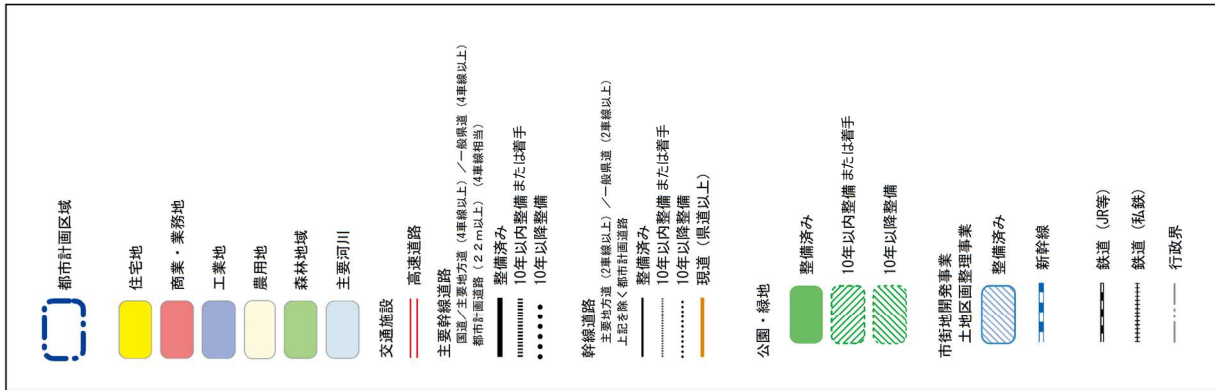 都市計画区域
住宅地
商業・業務地
工業地
農用地
森林地域
主要河川
交通施設
高速道路
主要幹線道路
国道／主要地方道（4車線以上）／一般県道（4車線以上）
都市計画道路（２２ｍ以上）（4車線相当）
整備済み
10年以内整備 または着手
10年以降整備
幹線道路
主要地方道（2車線以上）／一般県道（2車線以上）
上記を除く都市計画道路
整備済み
10年以内整備 または着手
10年以降整備
現道（県道以上）
公園・緑地
整備済み
10年以内整備 または着手
10年以降整備
市街地開発事業
土地区画整理事業
整備済み
新幹線
鉄道（JR等）
鉄道（私鉄）
行政界